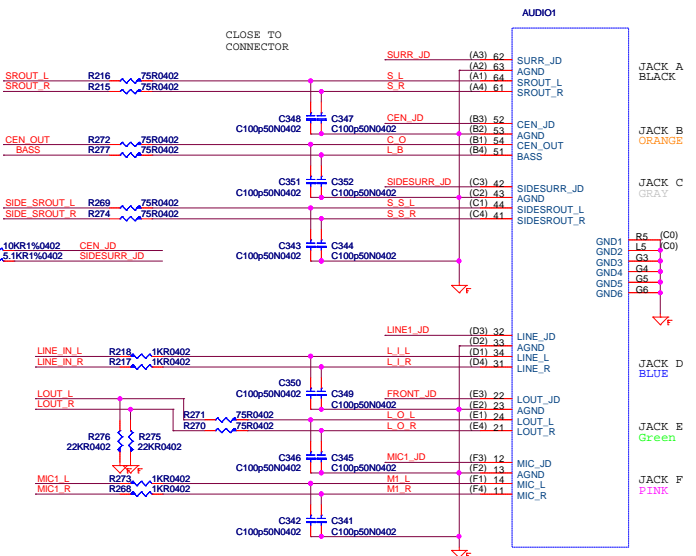 AUDIO1
CLOSE TO
CONNECTOR
SURR_JD (A3) 62 SURR_JD
(A2) 63 AGND
SROUT_L R216 75R0402 S_L (A1) 64 SROUT_L
SROUT_R R215 75R0402 S_R (A4) 61 SROUT_R
JACK A
BLACK
C348 C347
C100p50N0402 C100p50N0402
CEN_JD (B3) 52 CEN_JD
(B2) 53 AGND
CEN_OUT R272 75R0402 C_O (B1) 54 CEN_OUT
BASS R277 75R0402 L_B (B4) 51 BASS
JACK B
ORANGE
C351 C352
C100p50N0402 C100p50N0402
SIDESURR_JD (C3) 42 SIDESURR_JD
(C2) 43 AGND
SIDE_SROUT_L R269 75R0402 S_S_L (C1) 44 SIDESROUT_L
SIDE_SROUT_R R274 75R0402 S_S_R (C4) 41 SIDESROUT_R
JACK C
GRAY
C343 C344
C100p50N0402 C100p50N0402
10KR1%0402 CEN_JD
5.1KR1%0402 SIDESURR_JD
GND1 R5 (C0)
GND2 L5 (C0)
GND3 G3
GND4 G4
GND5 G5
GND6 G6
F
F
LINE1_JD (D3) 32 LINE_JD
(D2) 33 AGND
LINE_IN_L R218 1KR0402 L_I_L (D1) 34 LINE_L
LINE_IN_R R217 1KR0402 L_I_R (D4) 31 LINE_R
JACK D
BLUE
C350 C349
C100p50N0402 C100p50N0402
FRONT_JD (E3) 22 LOUT_JD
(E2) 23 AGND
LOUT_L R271 75R0402 L_O_L (E1) 24 LOUT_L
LOUT_R R270 75R0402 L_O_R (E4) 21 LOUT_R
JACK E
Green
R276 R275
22KR0402 22KR0402
F F
C346 C345
C100p50N0402 C100p50N0402
MIC1_JD (F3) 12 MIC_JD
(F2) 13 AGND
MIC1_L R273 1KR0402 M1_L (F1) 14 MIC_L
MIC1_R R268 1KR0402 M1_R (F4) 11 MIC_R
JACK F
PINK
C342 C341
C100p50N0402 C100p50N0402
F